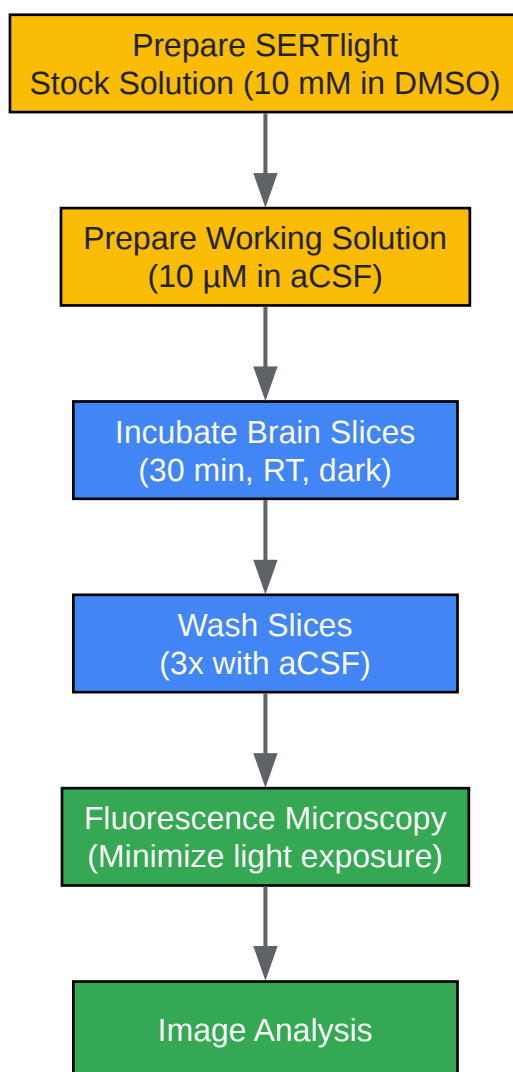 Prepare SERTlight
Stock Solution (10 mM in DMSO)
Prepare Working Solution
(10 µM in aCSF)
Incubate Brain Slices
(30 min, RT, dark)
Wash Slices
(3x with aCSF)
Fluorescence Microscopy
(Minimize light exposure)
Image Analysis